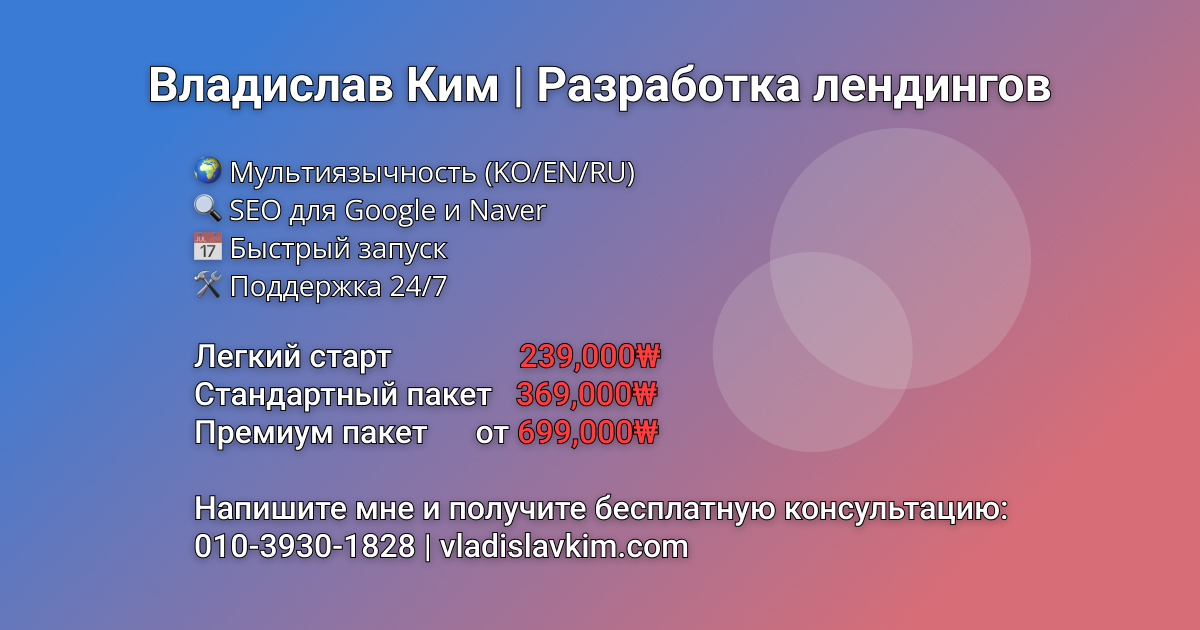 Владислав Ким | Разработка лендингов
🌍 Мультиязычность (KO/EN/RU)
🔍 SEO для Google и Naver
📅 Быстрый запуск
🛠 Поддержка 24/7
Легкий старт 239,000₩
Стандартный пакет 369,000₩
Премиум пакет от 699,000₩
Напишите мне и получите бесплатную консультацию:
010-3930-1828 | vladislavkim.com